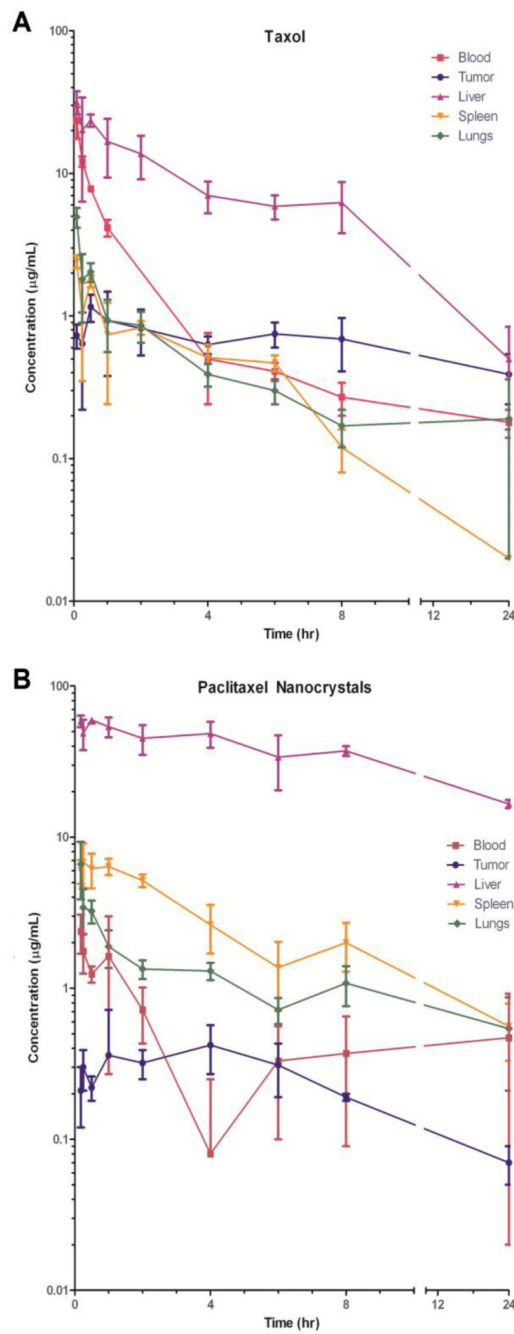 A
Taxol
100
10
1
0.1
0.01
Concentration (µg/mL)
Blood
Tumor
Liver
Spleen
Lungs
0
4
8
12
24
Time (hr)
B
Paclitaxel Nanocrystals
100
10
1
0.1
0.01
Concentration (µg/mL)
Blood
Tumor
Liver
Spleen
Lungs
0
4
8
12
24
Time (hr)